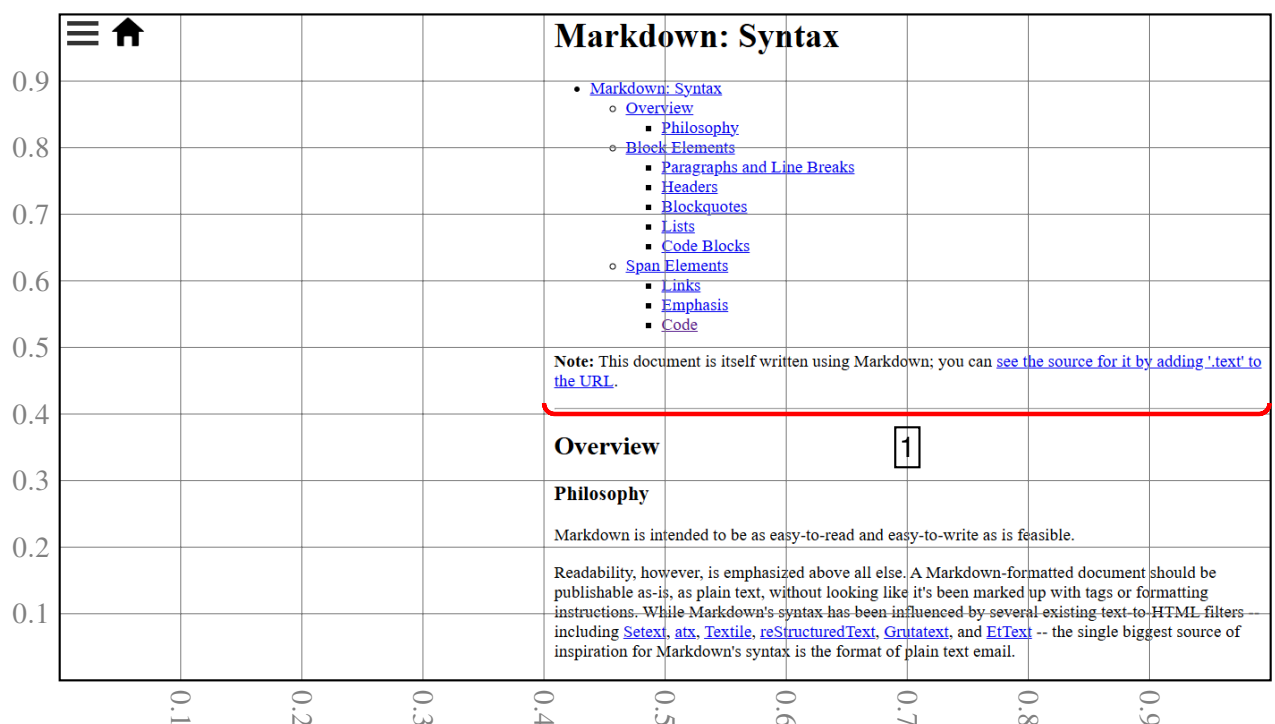 Markdown: Syntax
0.9
Markdown: Syntax
Overview
Philosophy
0.8
Block Elements
Paragraphs and Line Breaks
Headers
0.7
Blockquotes
Lists
Code Blocks
0.6
Span Elements
Links
Emphasis
Code
0.5
Note: This document is itself written using Markdown; you can see the source for it by adding '.text' to
the URL.
0.4
Overview
1
0.3
Philosophy
0.2
Markdown is intended to be as easy-to-read and easy-to-write as is feasible.
Readability, however, is emphasized above all else. A Markdown-formatted document should be
publishable as-is, as plain text, without looking like it's been marked up with tags or formatting
0.1
instructions. While Markdown's syntax has been influenced by several existing text-to-HTML filters --
including Setext, atx, Textile, reStructuredText, Grutatext, and EtText -- the single biggest source of
inspiration for Markdown's syntax is the format of plain text email.
0.1 0.2 0.3 0.4 0.5 0.6 0.7 0.8 0.9